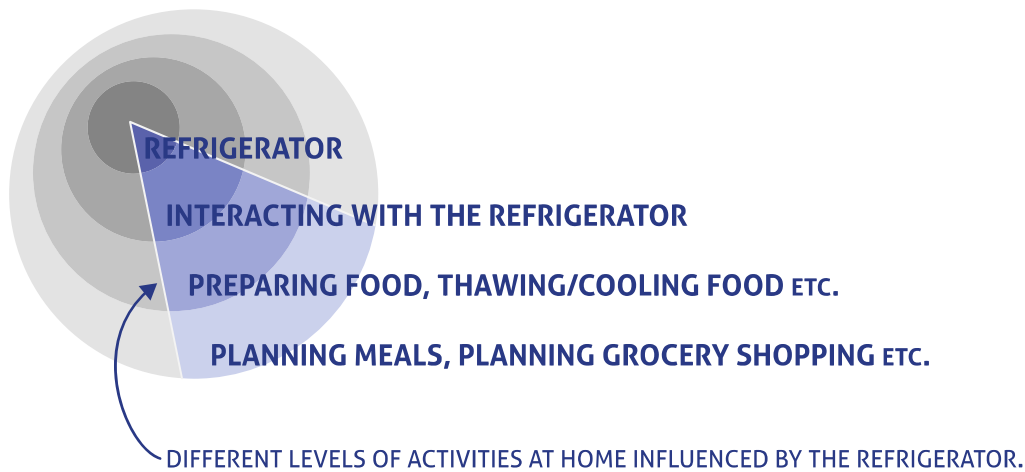 REFRIGERATOR
INTERACTING WITH THE REFRIGERATOR
PREPARING FOOD, THAWING/COOLING FOOD ETC.
PLANNING MEALS, PLANNING GROCERY SHOPPING ETC.
DIFFERENT LEVELS OF ACTIVITIES AT HOME INFLUENCED BY THE REFRIGERATOR.